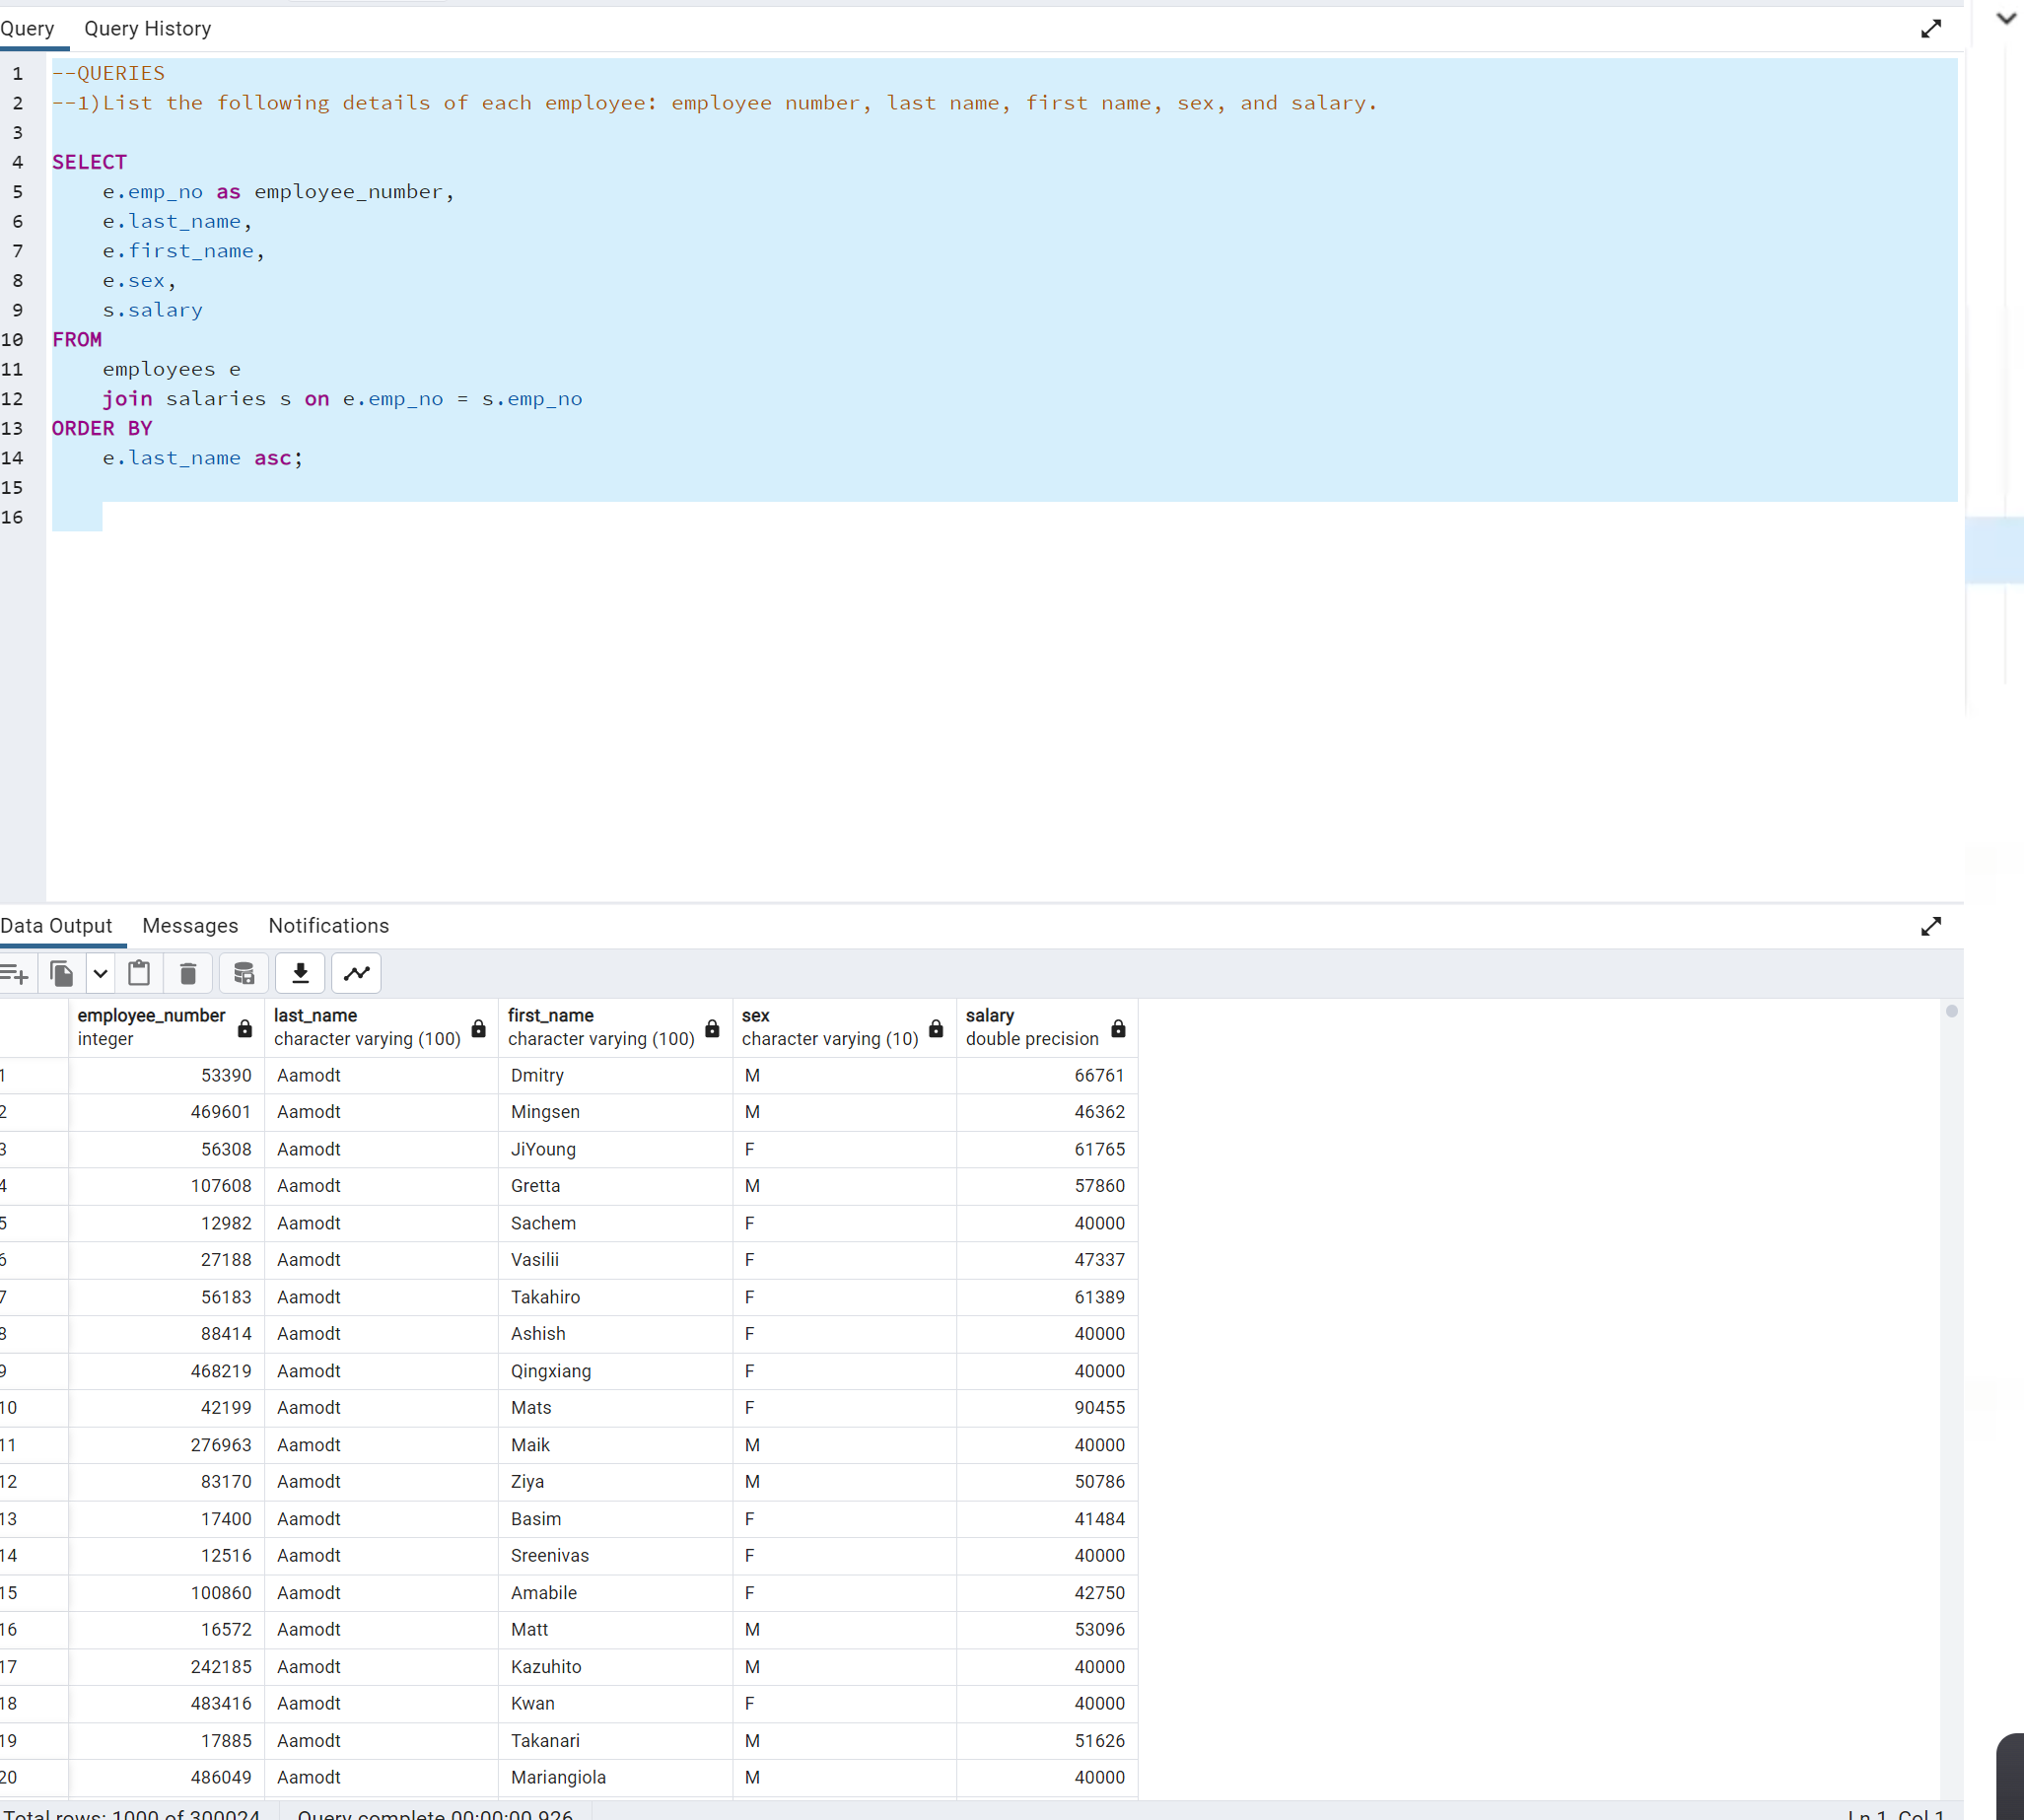 Query Query History
1 --QUERIES
2 --1)List the following details of each employee: employee number, last name, first name, sex, and salary.
3
4 SELECT
5 e.emp_no as employee_number,
6 e.last_name,
7 e.first_name,
8 e.sex,
9 s.salary
10 FROM
11 employees e
12 join salaries s on e.emp_no = s.emp_no
13 ORDER BY
14 e.last_name asc;
15
16
Data Output Messages Notifications
employee_number last_name first_name sex salary
integer character varying (100) character varying (100) character varying (10) double precision
1 53390 Aamodt Dmitry M 66761
2 469601 Aamodt Mingsen M 46362
3 56308 Aamodt JiYoung F 61765
4 107608 Aamodt Gretta M 57860
5 12982 Aamodt Sachem F 40000
6 27188 Aamodt Vasilii F 47337
7 56183 Aamodt Takahiro F 61389
8 88414 Aamodt Ashish F 40000
9 468219 Aamodt Qingxiang F 40000
10 42199 Aamodt Mats F 90455
11 276963 Aamodt Maik M 40000
12 83170 Aamodt Ziya M 50786
13 17400 Aamodt Basim F 41484
14 12516 Aamodt Sreenivas F 40000
15 100860 Aamodt Amabile F 42750
16 16572 Aamodt Matt M 53096
17 242185 Aamodt Kazuhito M 40000
18 483416 Aamodt Kwan F 40000
19 17885 Aamodt Takanari M 51626
20 486049 Aamodt Mariangiola M 40000
Total rows: 1000 of 300024 Query complete 00:00:00.926 Ln 1, Col 1